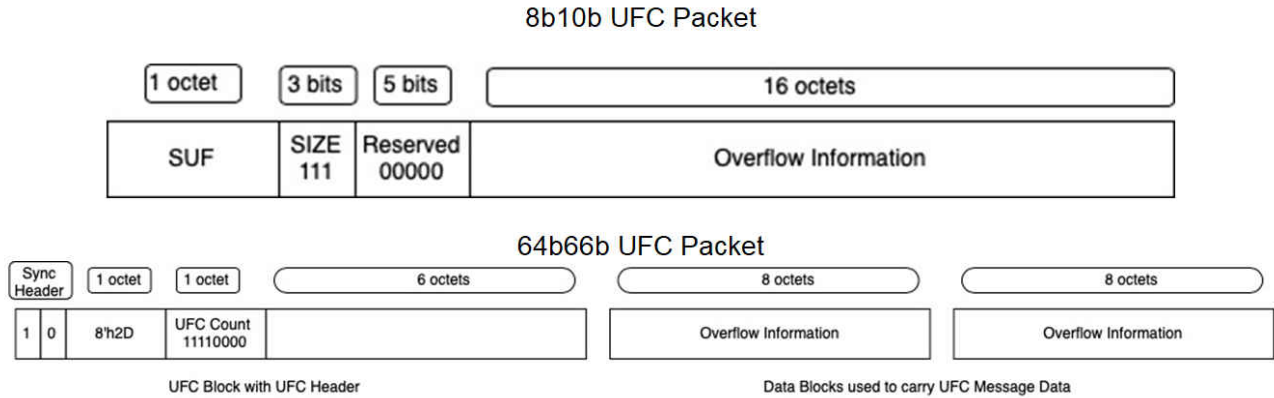 8b10b UFC Packet
1 octet 3 bits 5 bits 16 octets
SUF SIZE 111 Reserved 00000 Overflow Information
64b66b UFC Packet
Sync Header 1 octet 1 octet 6 octets 8 octets 8 octets
1 0 8'h2D UFC Count 11110000 Overflow Information Overflow Information
UFC Block with UFC Header Data Blocks used to carry UFC Message Data